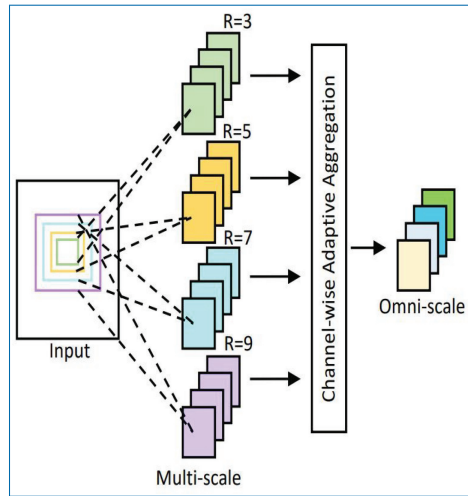 R=3
R=5
R=7
R=9
Input
Multi-scale
Channel-wise Adaptive Aggregation
Omni-scale